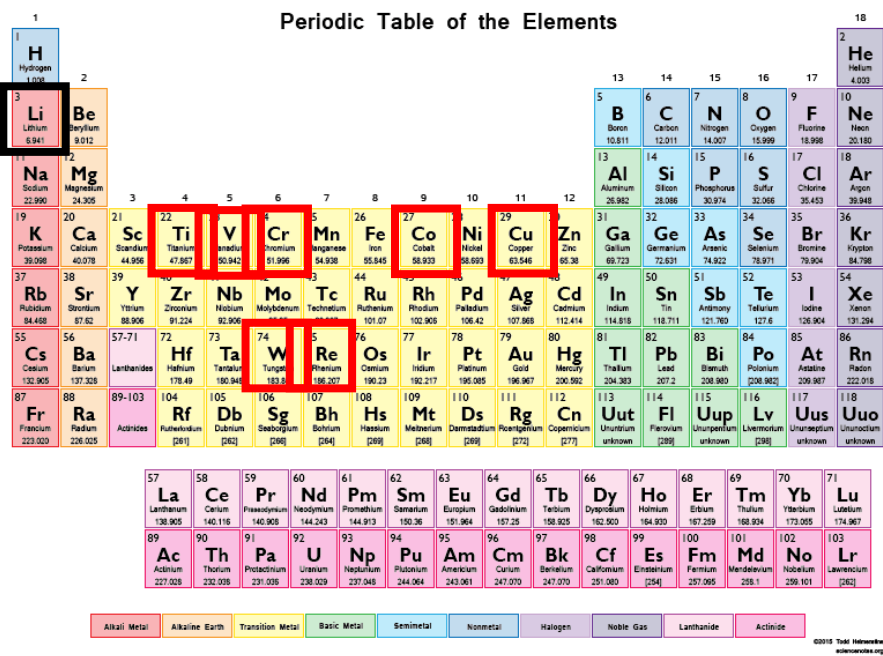 Periodic Table of the Elements
1 18
1 2
H He
Hydrogen Helium
1.008 4.003
2 13 14 15 16 17
3 5 6 7 8 9 10
Li Be B C N O F Ne
Lithium Beryllium Boron Carbon Nitrogen Oxygen Fluorine Neon
6.941 9.012 10.811 12.011 14.007 15.999 18.998 20.180
12 13 14 15 16 17 18
Na Mg Al Si P S Cl Ar
Sodium Magnesium Aluminum Silicon Phosphorus Sulfur Chlorine Argon
22.990 24.305 26.982 28.086 30.974 32.066 35.453 39.948
3 4 5 6 7 8 9 10 11 12
19 20 21 22 26 27 29 30 31 32 33 34 35 36
K Ca Sc Ti V Cr Mn Fe Co Ni Cu Zn Ga Ge As Se Br Kr
Potassium Calcium Scandium Titanium Iron Cobalt Nickel Copper Zinc Gallium Germanium Arsenic Selenium Bromine Krypton
39.098 40.078 44.956 47.867 50.942 51.996 54.938 55.845 58.933 58.693 63.546 65.38 69.723 72.631 74.922 78.971 79.904 84.798
37 38 39 40 41 42 43 44 45 46 47 48 49 50 51 52 53 54
Rb Sr Y Zr Nb Mo Tc Ru Rh Pd Ag Cd In Sn Sb Te I Xe
Rubidium Strontium Yttrium Zirconium Niobium Molybdenum Technetium Ruthenium Rhodium Palladium Silver Cadmium Indium Tin Antimony Tellurium Iodine Xenon
84.468 87.62 88.906 91.224 92.906 101.07 102.906 106.42 107.868 112.414 114.818 118.711 121.760 127.6 126.904 131.294
55 56 57-71 72 73 74 76 77 78 79 80 81 82 83 84 85 86
Cs Ba Hf Ta W Re Os Ir Pt Au Hg Tl Pb Bi Po At Rn
Cesium Barium Lanthanides Hafnium Tantalum Rhenium Osmium Iridium Platinum Gold Mercury Thallium Lead Bismuth Polonium Astatine Radon
132.905 137.328 178.49 186.207 190.23 192.217 195.085 196.967 200.592 204.383 207.2 208.980 [208.982] 209.987 222.018
87 88 89-103 104 105 106 107 108 109 110 111 112 113 114 115 116 117 118
Fr Ra Rf Db Sg Bh Hs Mt Ds Rg Cn Uut Fl Uup Lv Uus Uuo
Francium Radium Actinides Rutherfordium Dubnium Seaborgium Bohrium Hassium Meitnerium Darmstadtium Roentgenium Copernicium Ununtrium Flerovium Ununpentium Livermorium Ununseptium Ununoctium
223.020 226.025 [261] [262] [266] [264] [269] [268] [269] [272] [277] unknown [289] unknown [298] unknown unknown
57 58 59 60 61 62 63 64 65 66 67 68 69 70 71
La Ce Pr Nd Pm Sm Eu Gd Tb Dy Ho Er Tm Yb Lu
Lanthanum Cerium Praseodymium Neodymium Promethium Samarium Europium Gadolinium Terbium Dysprosium Holmium Erbium Thulium Ytterbium Lutetium
138.905 140.116 140.908 144.243 144.913 150.36 151.964 157.25 158.925 162.500 164.930 167.259 168.934 173.055 174.967
89 90 91 92 93 94 95 96 97 98 99 100 101 102 103
Ac Th Pa U Np Pu Am Cm Bk Cf Es Fm Md No Lr
Actinium Thorium Protactinium Uranium Neptunium Plutonium Americium Curium Berkelium Californium Einsteinium Fermium Mendelevium Nobelium Lawrencium
227.028 232.038 231.036 238.029 237.048 244.064 243.061 247.070 247.070 251.080 [254] 257.095 258.1 259.101 [262]
Alkali Metal Alkaline Earth Transition Metal Basic Metal Semimetal Nonmetal Halogen Noble Gas Lanthanide Actinide
©2015 Todd Helmenstine
sciencenotes.org